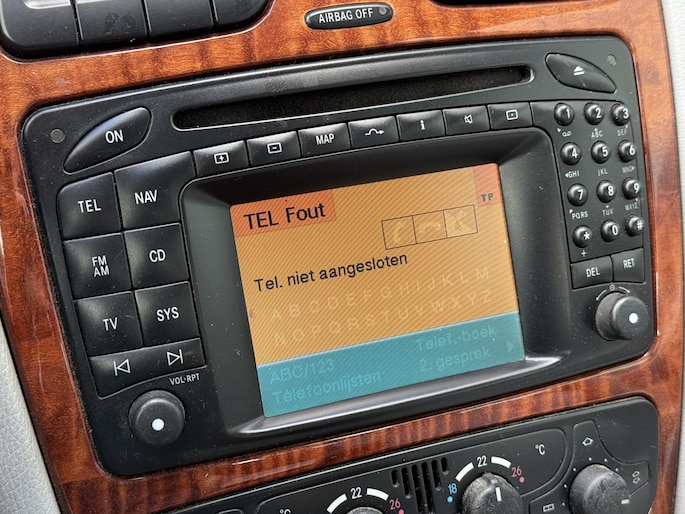 AIRBAG OFF
ON
MAP
i
TEL
NAV
FM
AM
CD
TV
SYS
VOL·RPT
TEL Fout
TP
Tel. niet aangesloten
A B C D E F G H I J K L M
N O P Q R S T U V W X Y Z
ABC/123
Telef.-boek
Telefoonlijsten
2. gesprek
1 2 3
ABC DEF
4 5 6
GHI JKL MNO
7 8 9
PQRS TUV WXYZ
* 0 #
+
DEL RET
°C
22
26
18 22 26
°C